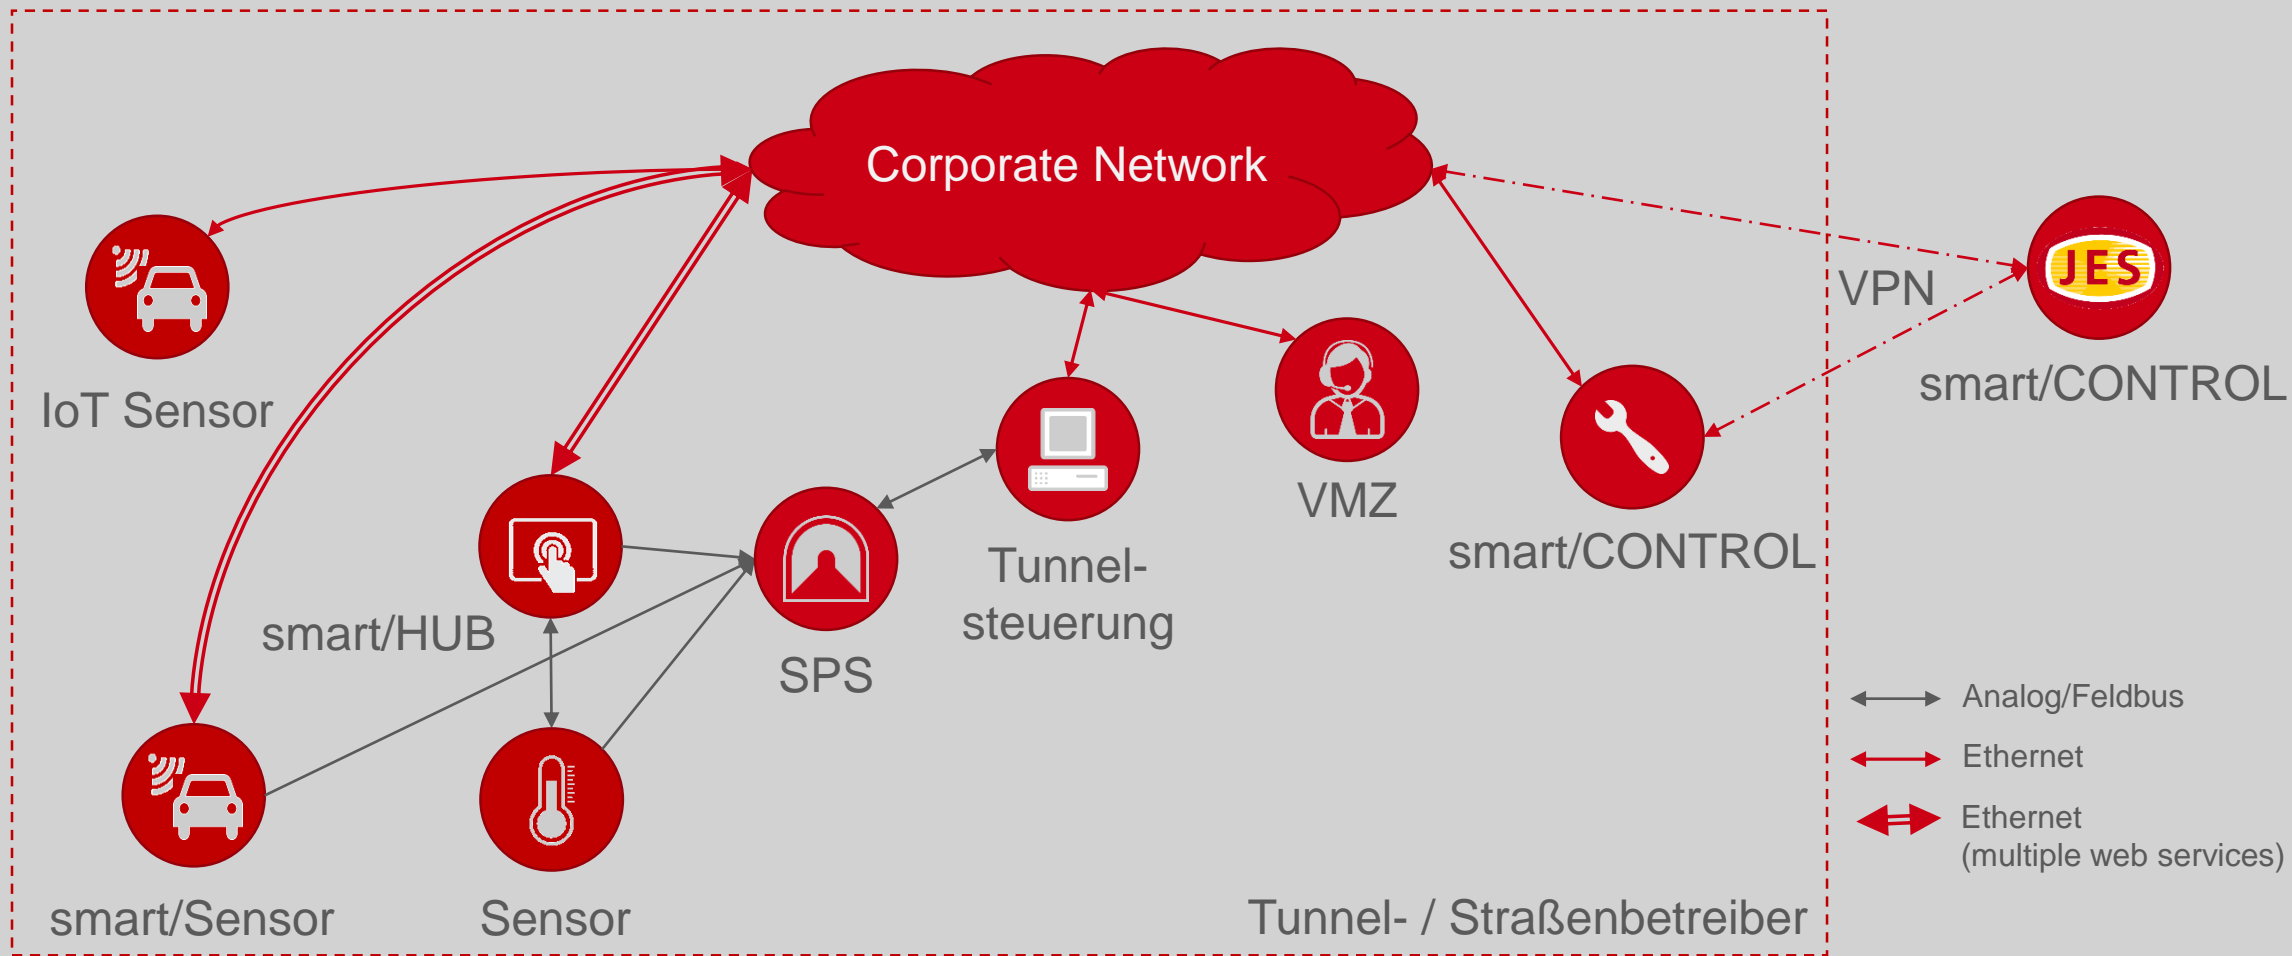 Corporate Network
JES
VPN
IoT Sensor
smart/CONTROL
VMZ
smart/CONTROL
Tunnel-
steuerung
smart/HUB
SPS
Analog/Feldbus
Ethernet
Ethernet
(multiple web services)
smart/Sensor
Sensor
Tunnel- / Straßenbetreiber